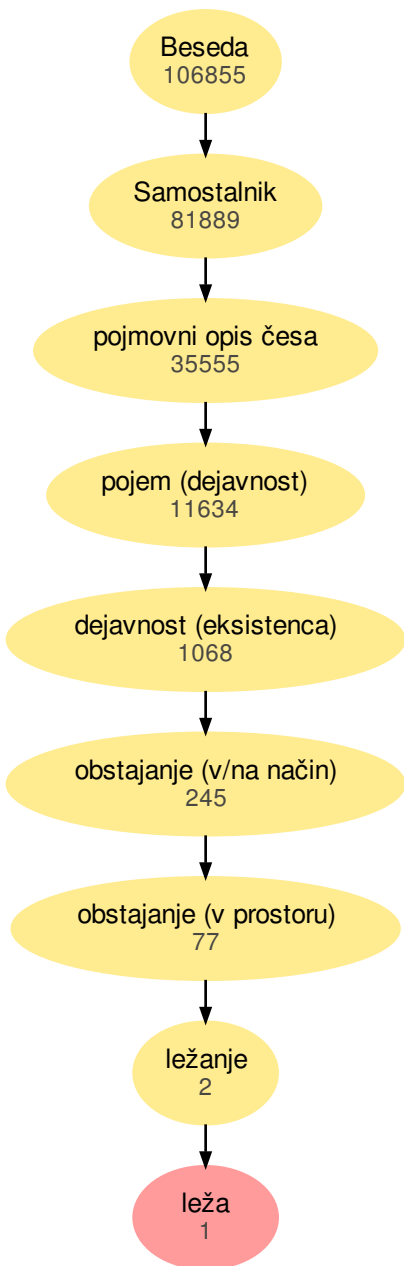 Beseda
106855
Samostalnik
81889
pojmovni opis česa
35555
pojem (dejavnost)
11634
dejavnost (eksistenca)
1068
obstajanje (v/na način)
245
obstajanje (v prostoru)
77
ležanje
2
leža
1